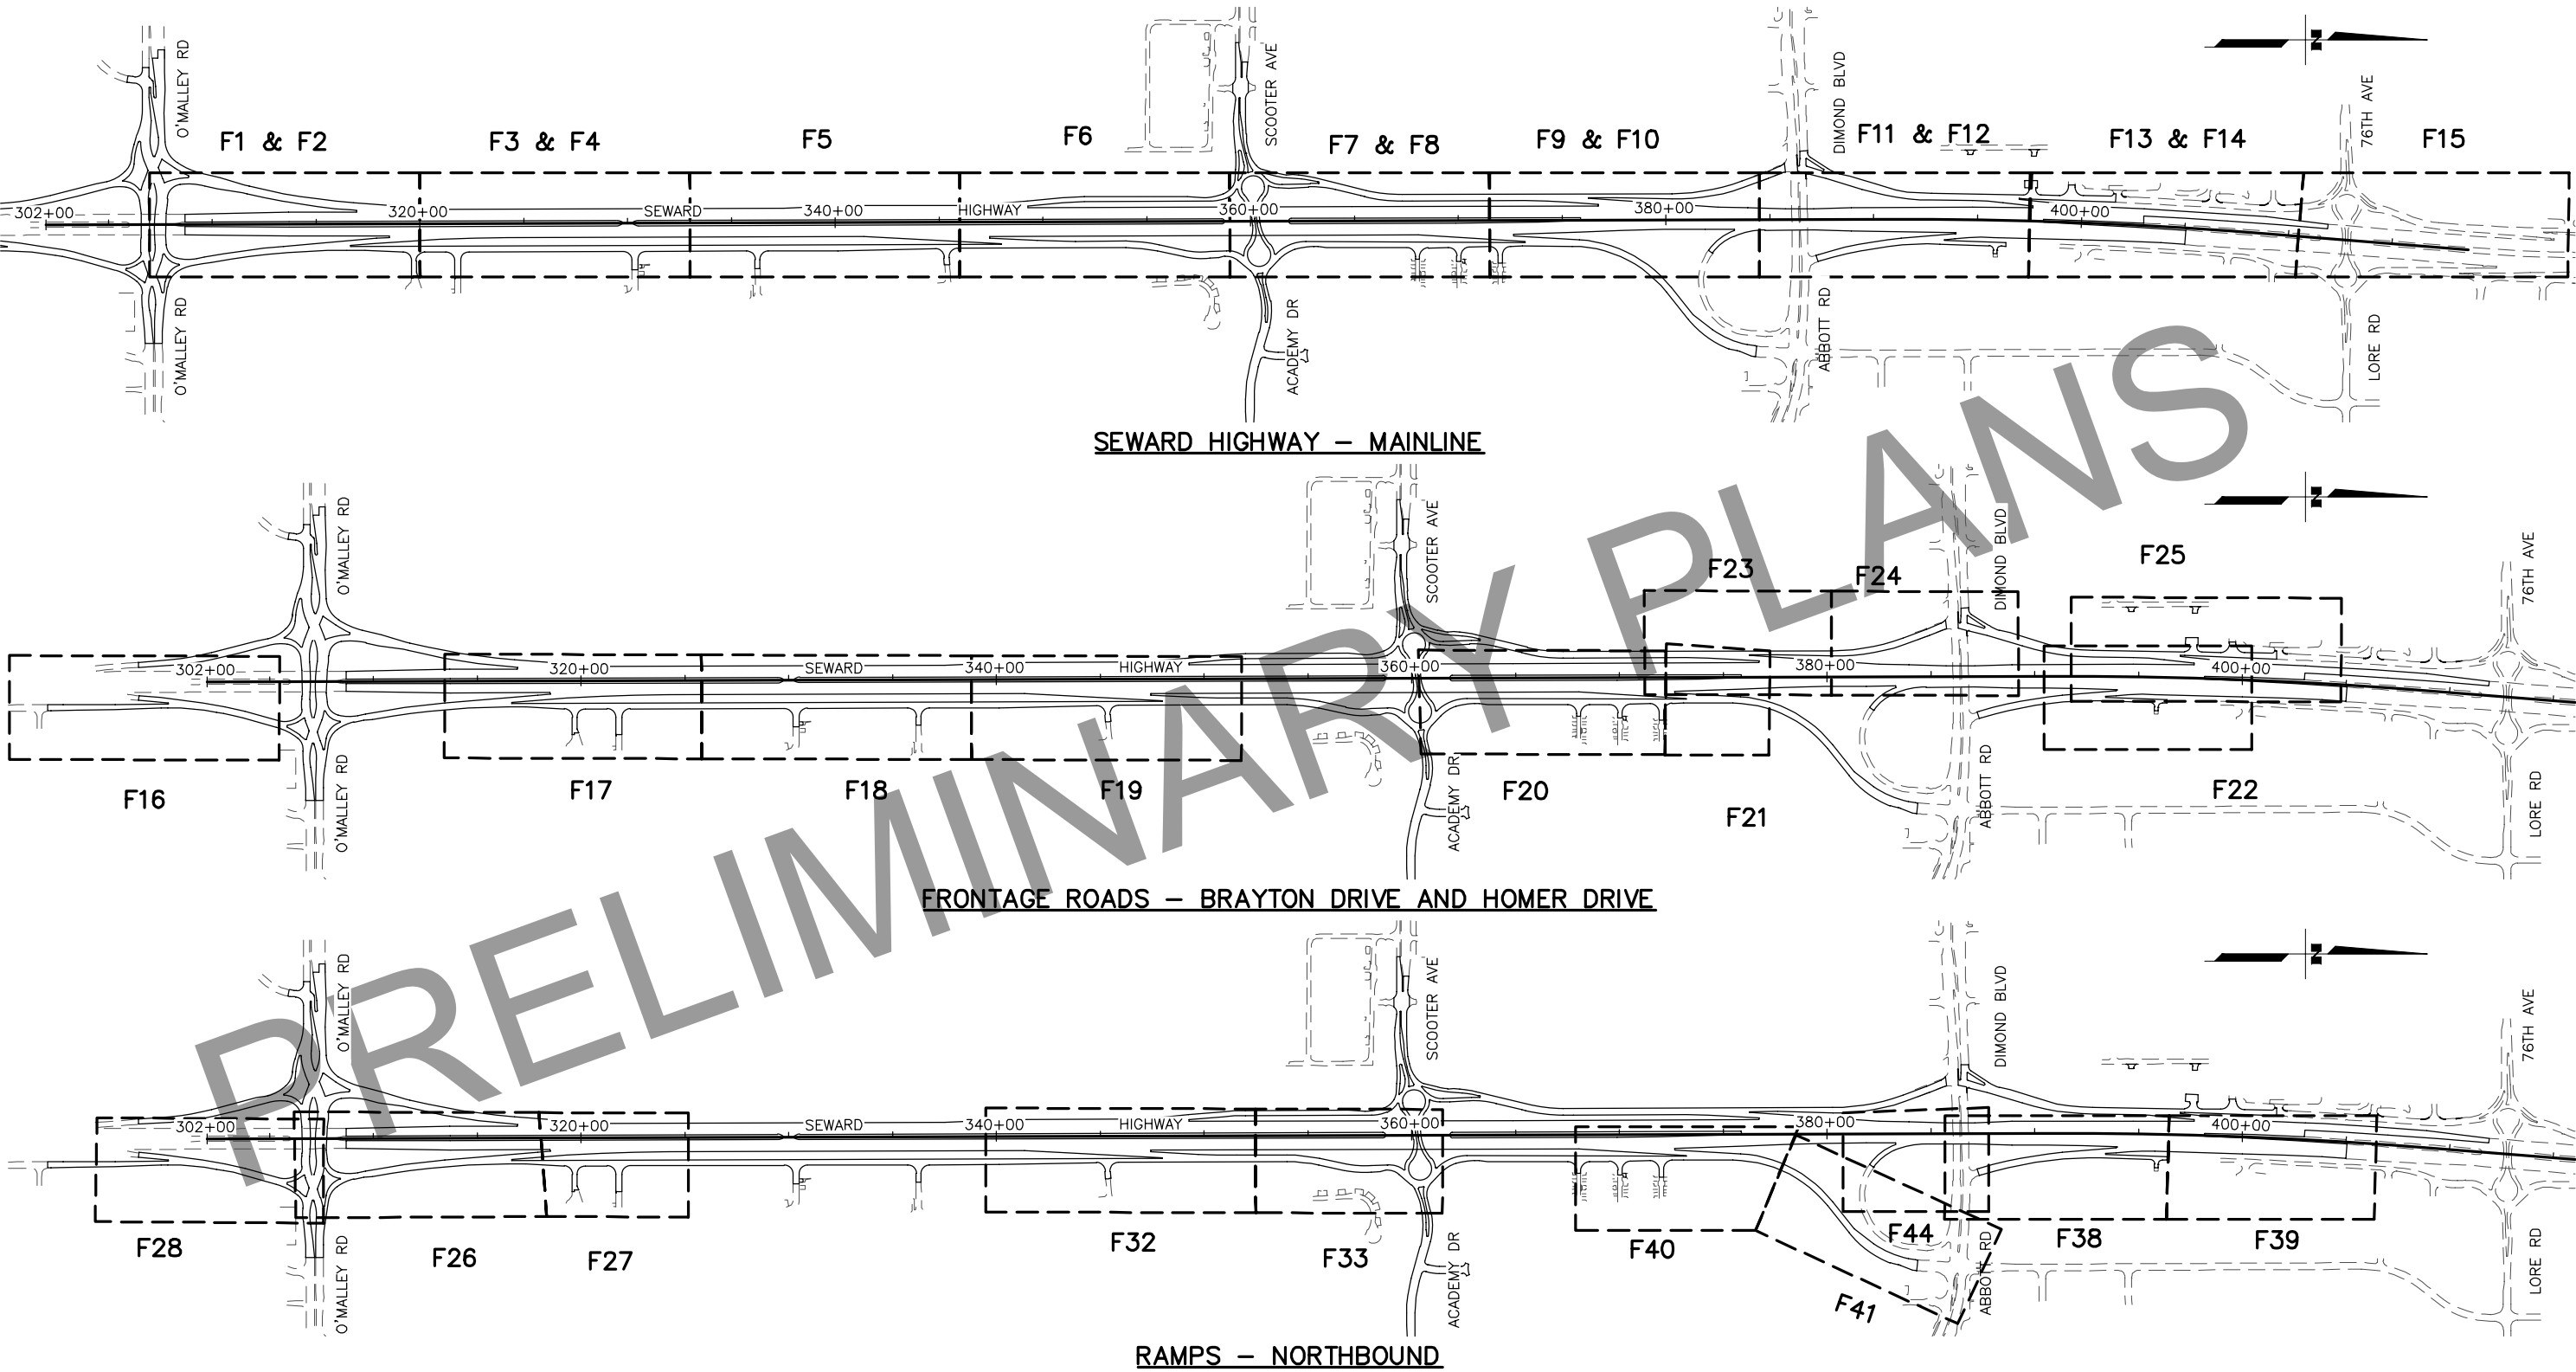 O'MALLEY RD
SCOOTER AVE
DIMOND BLVD
76TH AVE
N
F1 & F2
F3 & F4
F5
F6
F7 & F8
F9 & F10
F11 & F12
F13 & F14
F15
302+00
320+00
SEWARD
340+00
HIGHWAY
360+00
380+00
400+00
O'MALLEY RD
ACADEMY DR
ABBOTT RD
LORE RD
SEWARD HIGHWAY – MAINLINE
O'MALLEY RD
SCOOTER AVE
DIMOND BLVD
76TH AVE
N
F23
F24
F25
302+00
320+00
SEWARD
340+00
HIGHWAY
360+00
380+00
400+00
F16
F17
F18
F19
F20
F21
F22
O'MALLEY RD
ACADEMY DR
ABBOTT RD
LORE RD
PRELIMINARY PLANS
FRONTAGE ROADS – BRAYTON DRIVE AND HOMER DRIVE
O'MALLEY RD
SCOOTER AVE
DIMOND BLVD
76TH AVE
N
302+00
320+00
SEWARD
340+00
HIGHWAY
360+00
380+00
400+00
F28
F26
F27
F32
F33
F40
F41
F44
F38
F39
O'MALLEY RD
ACADEMY DR
ABBOTT RD
LORE RD
RAMPS – NORTHBOUND